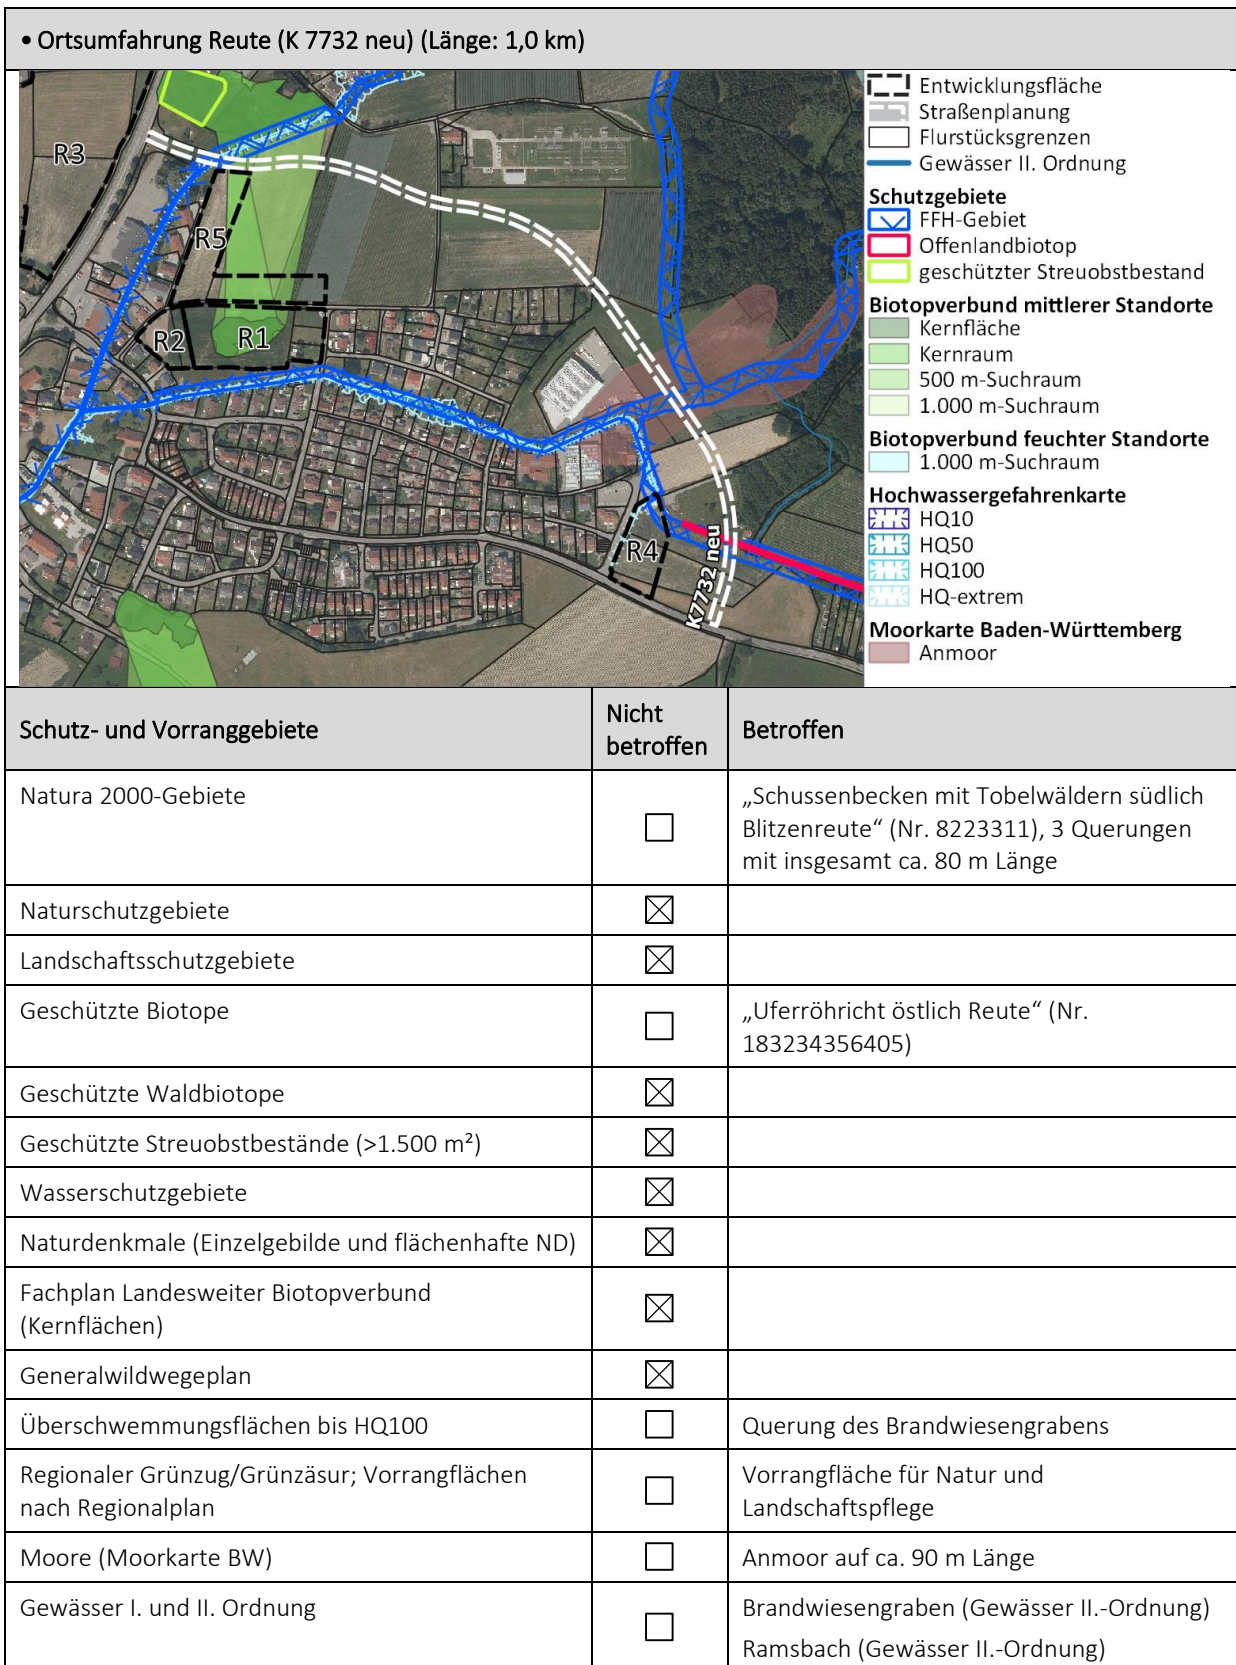 • Ortsumfahrung Reute (K 7732 neu) (Länge: 1,0 km)
R3
R5
R2
R1
R4
K7732 neu
Entwicklungsfläche
Straßenplanung
Flurstücksgrenzen
Gewässer II. Ordnung
Schutzgebiete
FFH-Gebiet
Offenlandbiotop
geschützter Streuobstbestand
Biotopverbund mittlerer Standorte
Kernfläche
Kernraum
500 m-Suchraum
1.000 m-Suchraum
Biotopverbund feuchter Standorte
1.000 m-Suchraum
Hochwassergefahrenkarte
HQ10
HQ50
HQ100
HQ-extrem
Moorkarte Baden-Württemberg
Anmoor
Schutz- und Vorranggebiete
Nicht
betroffen
Betroffen
Natura 2000-Gebiete
„Schussenbecken mit Tobelwäldern südlich
Blitzenreute“ (Nr. 8223311), 3 Querungen
mit insgesamt ca. 80 m Länge
Naturschutzgebiete
Landschaftsschutzgebiete
Geschützte Biotope
„Uferröhricht östlich Reute“ (Nr.
183234356405)
Geschützte Waldbiotope
Geschützte Streuobstbestände (>1.500 m²)
Wasserschutzgebiete
Naturdenkmale (Einzelgebilde und flächenhafte ND)
Fachplan Landesweiter Biotopverbund
(Kernflächen)
Generalwildwegeplan
Überschwemmungsflächen bis HQ100
Querung des Brandwiesengrabens
Regionaler Grünzug/Grünzäsur; Vorrangflächen
nach Regionalplan
Vorrangfläche für Natur und
Landschaftspflege
Moore (Moorkarte BW)
Anmoor auf ca. 90 m Länge
Gewässer I. und II. Ordnung
Brandwiesengraben (Gewässer II.-Ordnung)
Ramsbach (Gewässer II.-Ordnung)